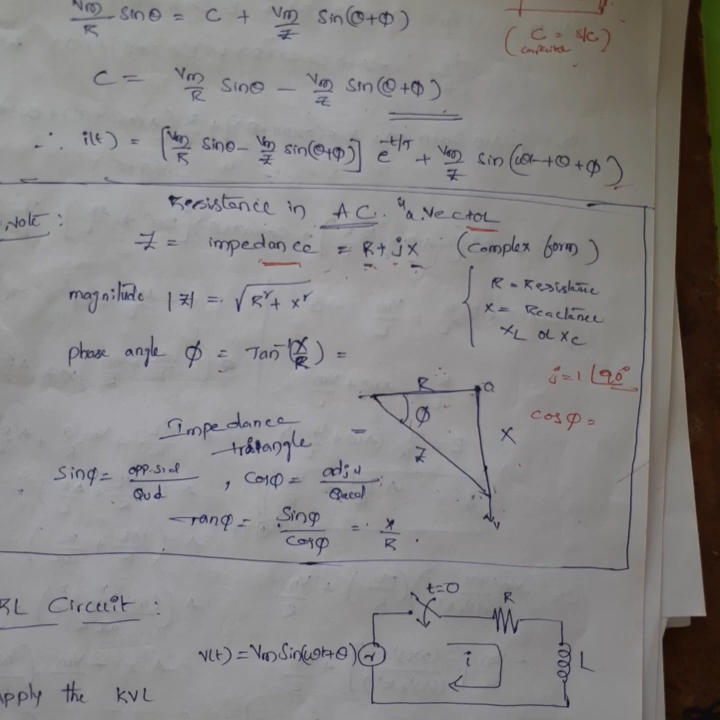 Vm/R Sinθ = C + Vm/Z Sin(θ+ϕ)
( C = S/C )
capacitor
C = Vm/R Sinθ - Vm/Z Sin(θ+ϕ)
∴ i(t) = [Vm/R Sinθ - Vm/Z Sin(θ+ϕ)] e^-t/τ + Vm/Z Sin(ωt+θ+ϕ)
Note: Resistance in AC. is a vector
Z = impedance = R+jX (complex form)
R = Resistance
magnitude |Z| = √R²+X²
X = Reactance
XL or XC
phase angle ϕ = Tan⁻¹(X/R) =
j=1∠90°
R a
cosϕ =
ϕ
Impedance triangle =
X
Z
Sinϕ = opp.sid/ , cosϕ = adj/
Tanϕ = Sinϕ/cosϕ = X/R .
RL Circuit :
t=0 R
V(t) = Vm Sin(ωt+θ) i L
Apply the KVL